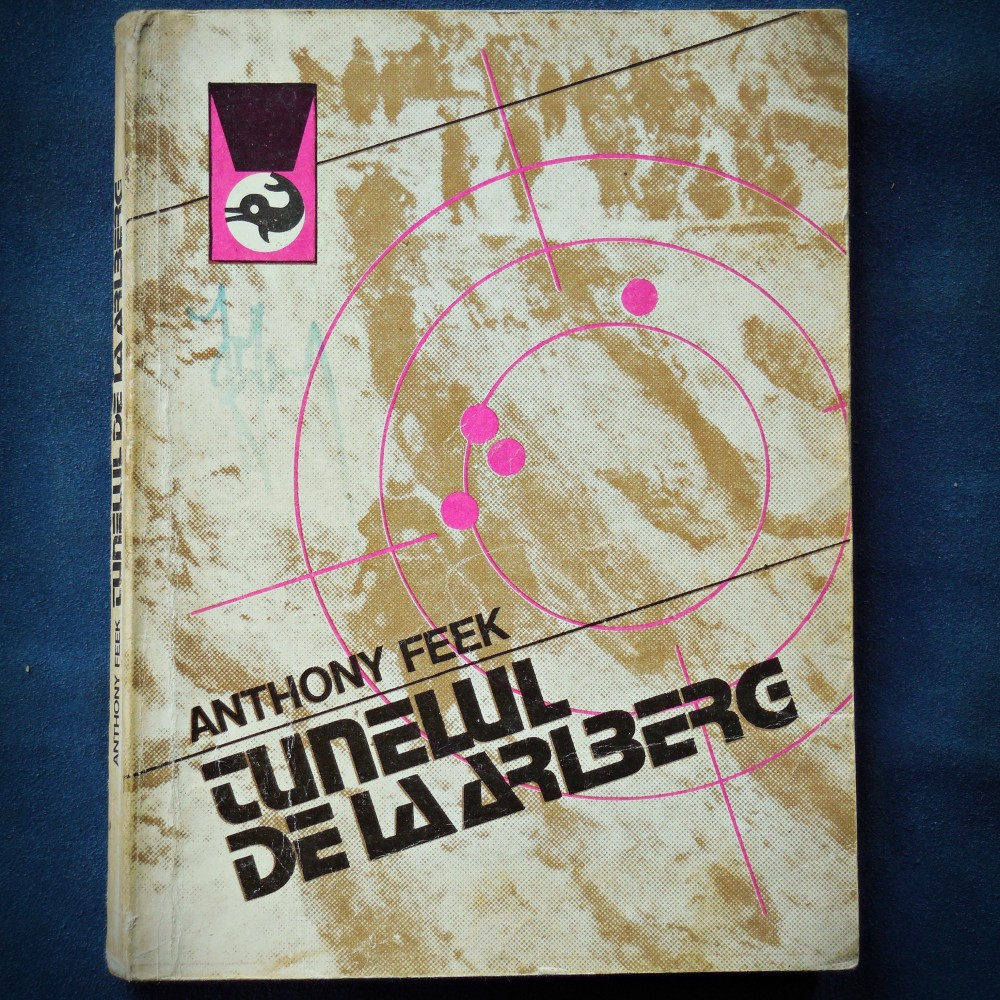 ANTHONY FEEK
TUNELUL
DE LA ARLBERG
ANTHONY FEEK TUNELUL DE LA ARLBERG